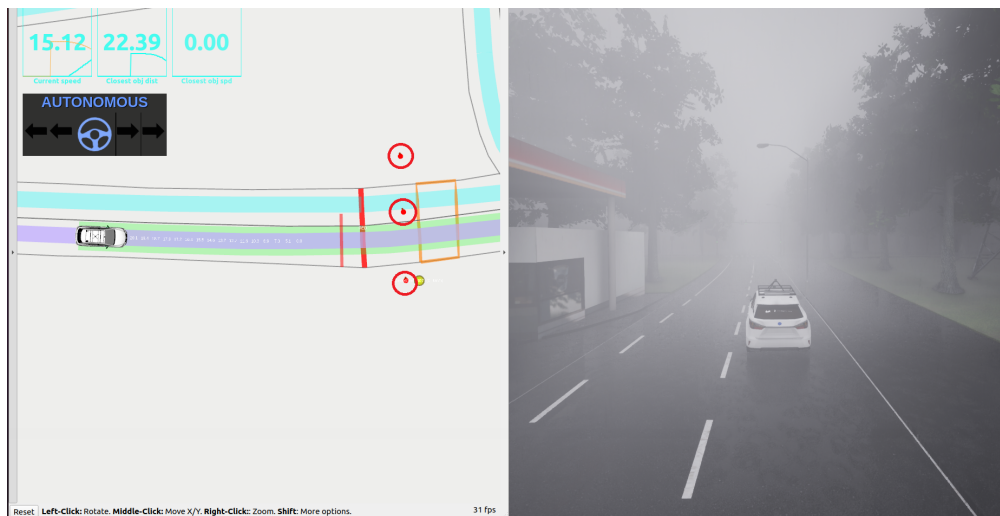 15.12 22.39 0.00
Current speed Closest obj dist Closest obj spd
AUTONOMOUS
Reset Left-Click: Rotate. Middle-Click: Move X/Y. Right-Click:: Zoom. Shift: More options. 31 fps